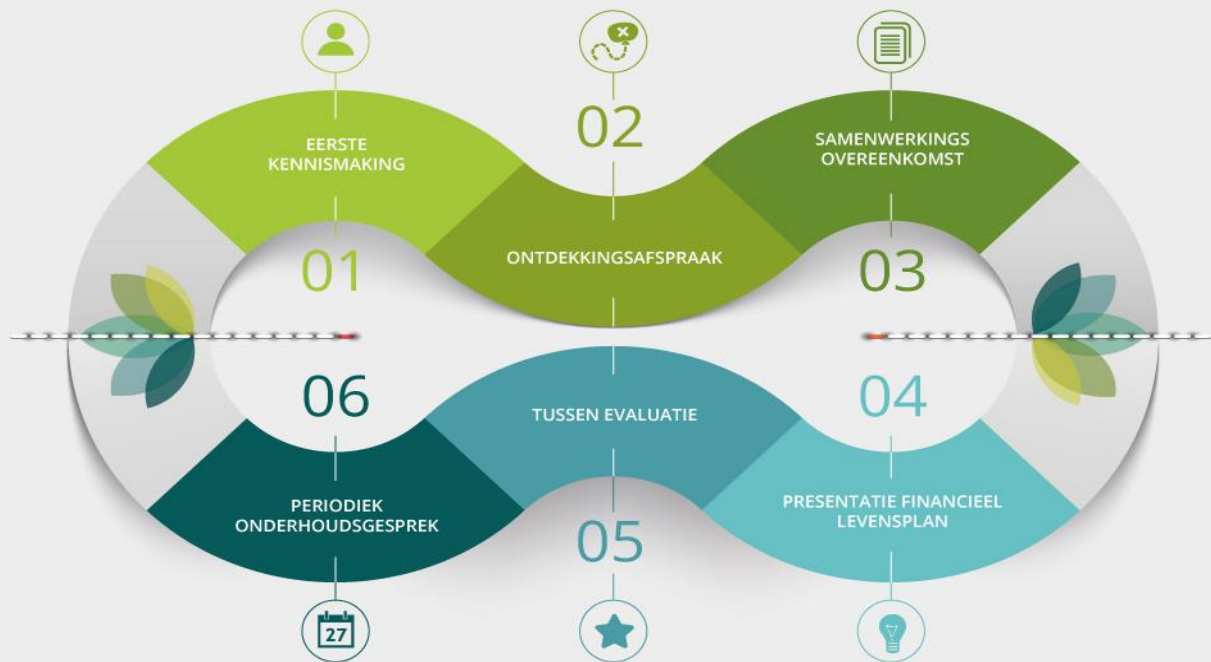 01
EERSTE
KENNISMAKING
02
ONTDEKKINGSAFSPRAAK
03
SAMENWERKINGS
OVEREENKOMST
04
PRESENTATIE FINANCIEEL
LEVENSPLAN
05
TUSSEN EVALUATIE
06
PERIODIEK
ONDERHOUDSGESPREK
27